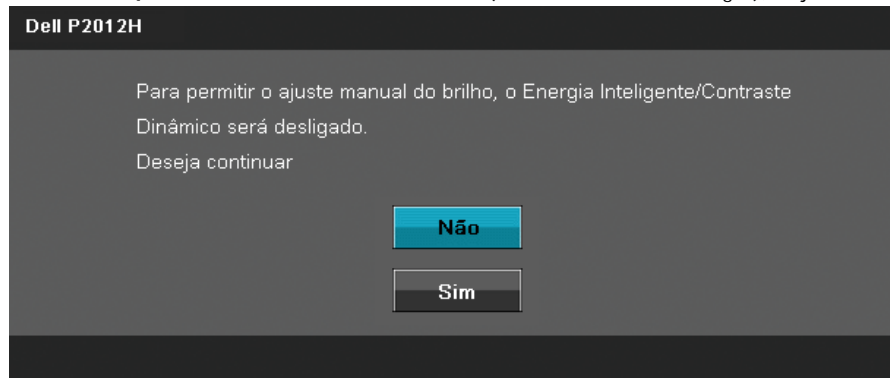 Dell P2012H
Para permitir o ajuste manual do brilho, o Energia Inteligente/Contraste
Dinâmico será desligado.
Deseja continuar
Não
Sim